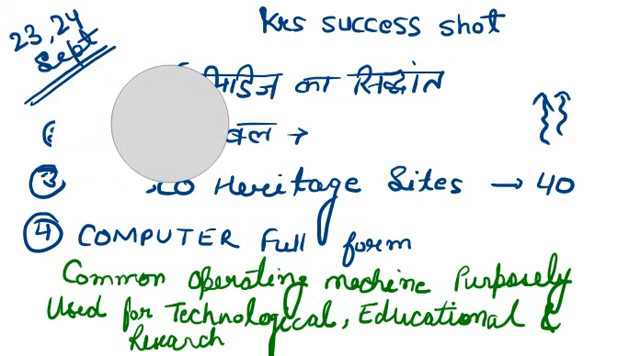 23, 24 Sept
KRS success shot
का सिद्धांत
बल →
③ Heritage Sites → 40
④ COMPUTER Full form
Common Operating machine Purposely
Used for Technological, Educational &
Research